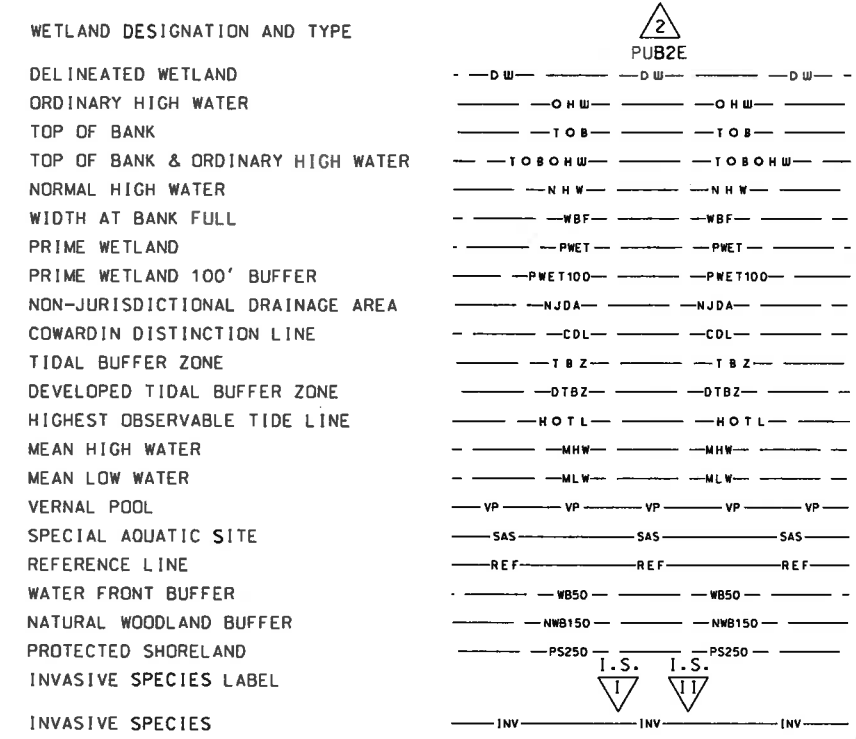 WETLAND DESIGNATION AND TYPE 2
PUB2E
DELINEATED WETLAND DW DW DW
ORDINARY HIGH WATER OHW OHW
TOP OF BANK TOB TOB
TOP OF BANK & ORDINARY HIGH WATER TOBOHW TOBOHW
NORMAL HIGH WATER NHW NHW
WIDTH AT BANK FULL WBF WBF
PRIME WETLAND PWET PWET
PRIME WETLAND 100' BUFFER PWET100 PWET100
NON-JURISDICTIONAL DRAINAGE AREA NJDA NJDA
COWARDIN DISTINCTION LINE CDL CDL
TIDAL BUFFER ZONE TBZ TBZ
DEVELOPED TIDAL BUFFER ZONE DTBZ DTBZ
HIGHEST OBSERVABLE TIDE LINE HOTL HOTL
MEAN HIGH WATER MHW MHW
MEAN LOW WATER MLW MLW
VERNAL POOL VP VP VP VP VP
SPECIAL AQUATIC SITE SAS SAS SAS
REFERENCE LINE REF REF REF
WATER FRONT BUFFER WB50 WB50
NATURAL WOODLAND BUFFER NWB150 NWB150
PROTECTED SHORELAND PS250 PS250
I.S. I.S.
INVASIVE SPECIES LABEL I II
INVASIVE SPECIES INV INV INV